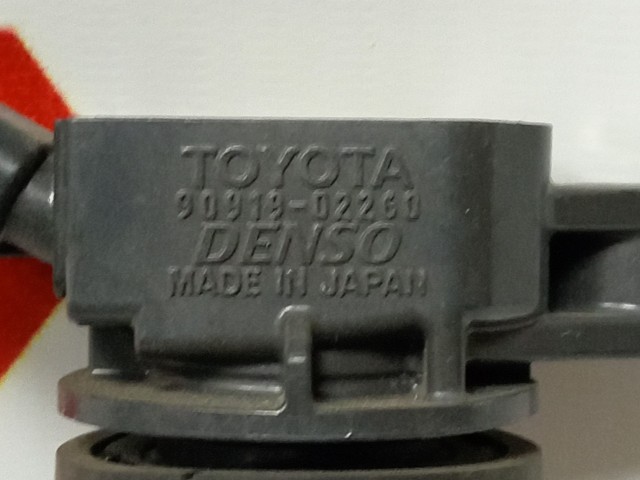 TOYOTA
90919-02260
DENSO
MADE IN JAPAN